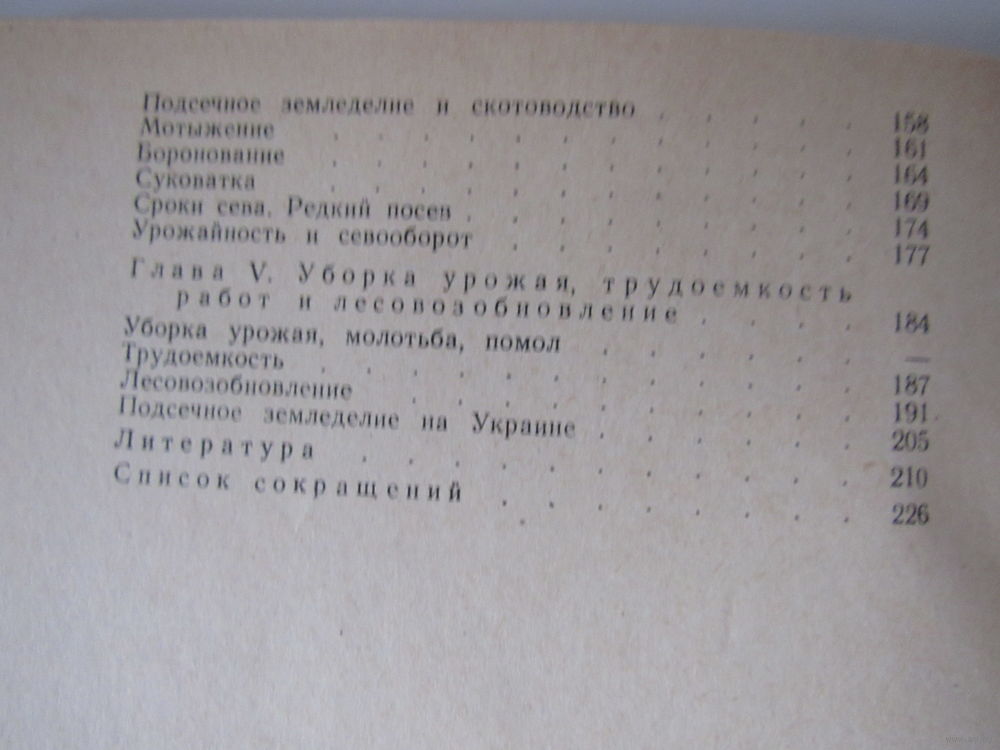 Подсечное земледелие и скотоводство . . . . . 158
Мотыжение . . . . . . . . . . . . 161
Боронование . . . . . . . . . . . . 164
Суковатка . . . . . . . . . . . . 169
Сроки сева. Редкий посев . . . . . . . . . 174
Урожайность и севооборот . . . . . . . . 177
Глава V. Уборка урожая, трудоемкость
работ и лесовозобновление . . . . 184
Уборка урожая, молотьба, помол . . . . . . —
Трудоемкость . . . . . . . . . . . . 187
Лесовозобновление . . . . . . . . . . 191
Подсечное земледелие на Украине . . . . . . 205
Литература . . . . . . . . . . . 210
Список сокращений . . . . . . . . 226